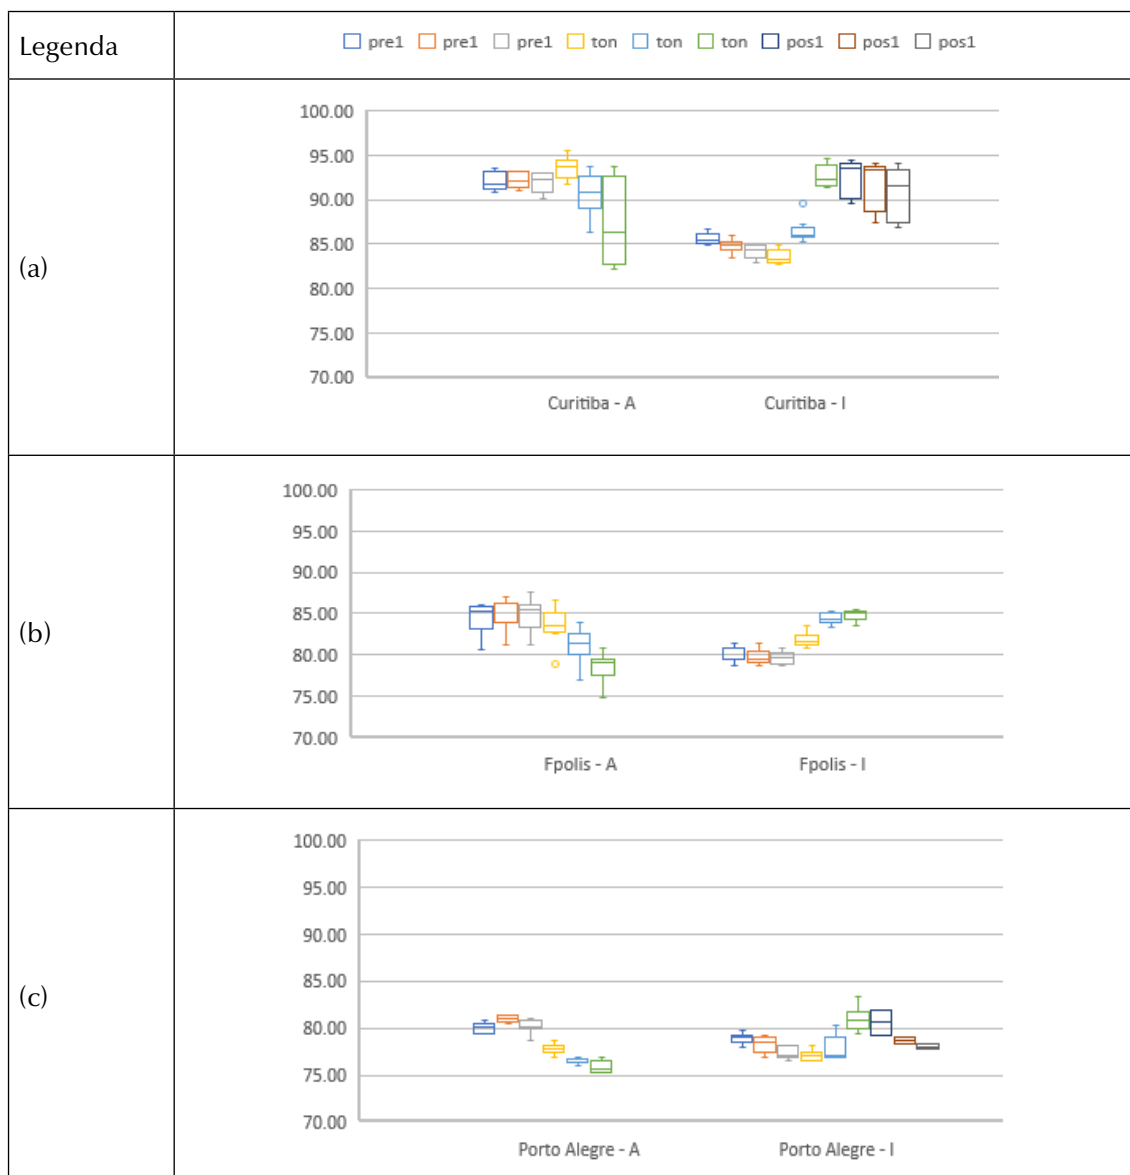 Legenda
pre1 pre1 pre1 ton ton ton pos1 pos1 pos1
(a)
100.00
95.00
90.00
85.00
80.00
75.00
70.00
Curitiba - A Curitiba - I
(b)
100.00
95.00
90.00
85.00
80.00
75.00
70.00
Fpolis - A Fpolis - I
(c)
100.00
95.00
90.00
85.00
80.00
75.00
70.00
Porto Alegre - A Porto Alegre - I